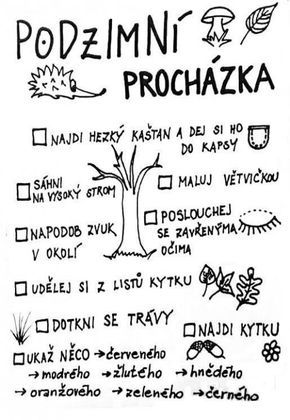 PODZIMNÍ
PROCHÁZKA
NAJDI HEZKÝ KAŠTAN A DEJ SI HO
DO KAPSY
SÁHNI
NA VYSOKÝ STROM
MALUJ VĚTVIČKOU
NAPODOB ZVUK
V OKOLÍ
POSLOUCHEJ
SE ZAVŘENÝMA
OČIMA
UDĚLEJ SI Z LISTŮ KYTKU
DOTKNI SE TRÁVY
NAJDI KYTKU
UKAŽ NĚCO → červeného
→ modrého → žlutého → hnědého
→ oranžového → zeleného → černého